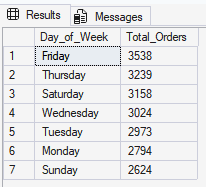 Results Messages
Day_of_Week Total_Orders
1 Friday 3538
2 Thursday 3239
3 Saturday 3158
4 Wednesday 3024
5 Tuesday 2973
6 Monday 2794
7 Sunday 2624